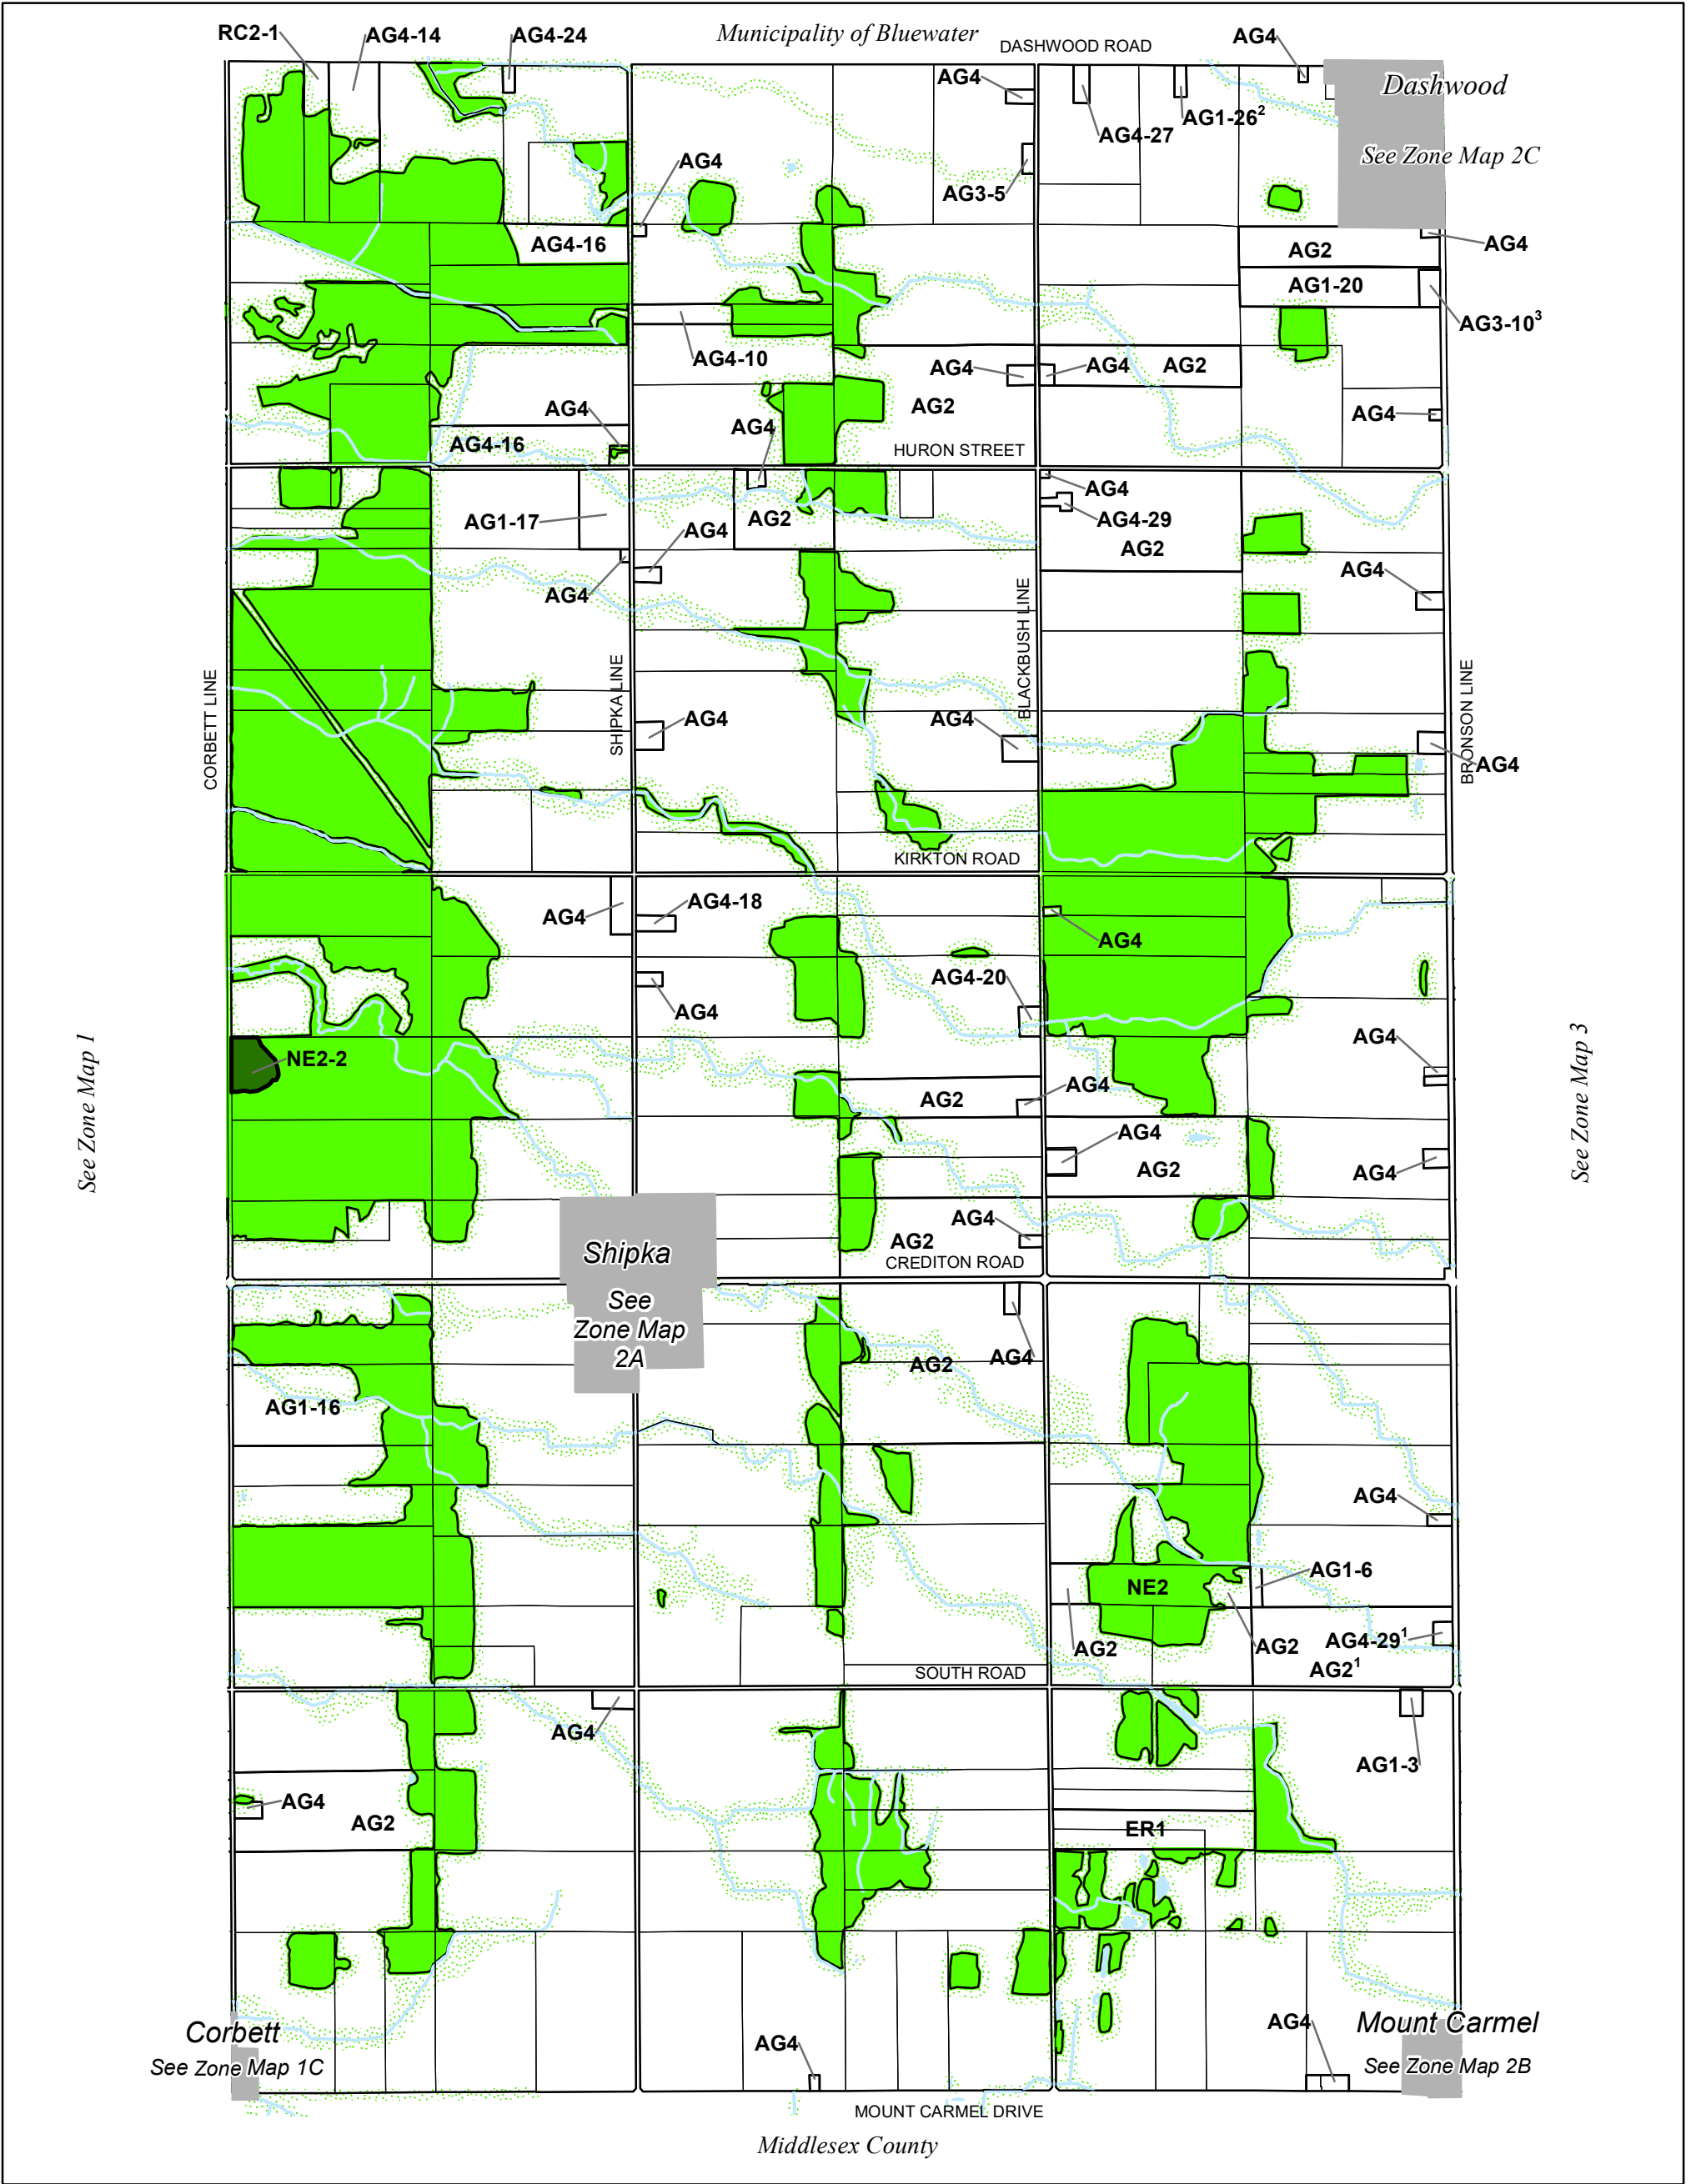 RC2-1
AG4-14
AG4-24
Municipality of Bluewater
DASHWOOD ROAD
AG4
AG4
Dashwood
AG4-27
AG1-26²
See Zone Map 2C
AG4
AG3-5
AG4-16
AG2
AG4
AG1-20
AG3-10³
AG4-10
AG4
AG4
AG2
AG4
AG2
AG4
AG4
AG4-16
HURON STREET
AG1-17
AG4
AG2
AG4
AG4-29
AG2
AG4
AG4
CORBETT LINE
SHIPKA LINE
BLACKBUSH LINE
BRONSON LINE
AG4
AG4
AG4
KIRKTON ROAD
AG4
AG4-18
AG4
AG4-20
AG4
See Zone Map 1
See Zone Map 3
NE2-2
AG4
AG2
AG4
AG4
AG2
AG4
AG4
AG2
CREDITON ROAD
Shipka
See
Zone Map
2A
AG2
AG4
AG1-16
AG4
AG1-6
NE2
AG2
AG2
AG4-29¹
AG2¹
SOUTH ROAD
AG4
AG1-3
AG4
AG2
ER1
Corbett
See Zone Map 1C
AG4
AG4
Mount Carmel
See Zone Map 2B
MOUNT CARMEL DRIVE
Middlesex County